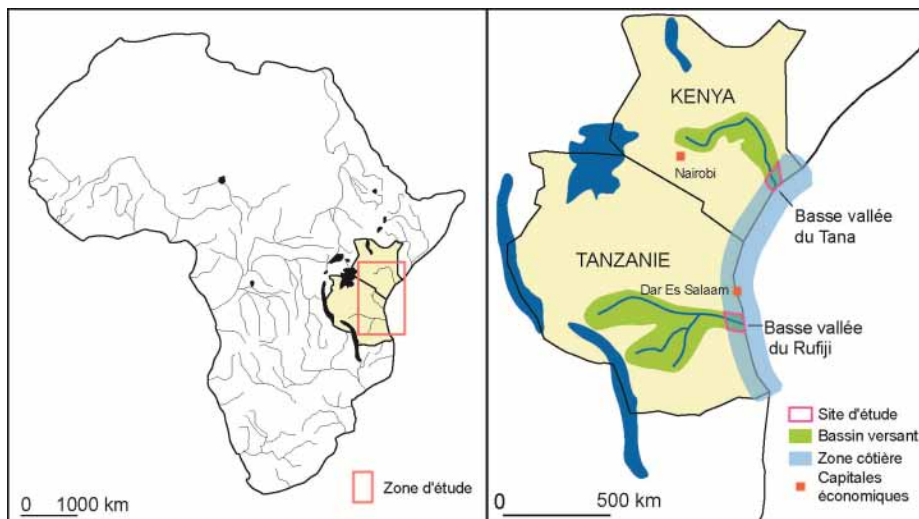 Zone d'étude
0 1000 km
KENYA
Nairobi
Basse vallée
du Tana
TANZANIE
Dar Es Salaam
Basse vallée
du Rufiji
Site d'étude
Bassin versant
Zone côtière
Capitales
économiques
0 500 km